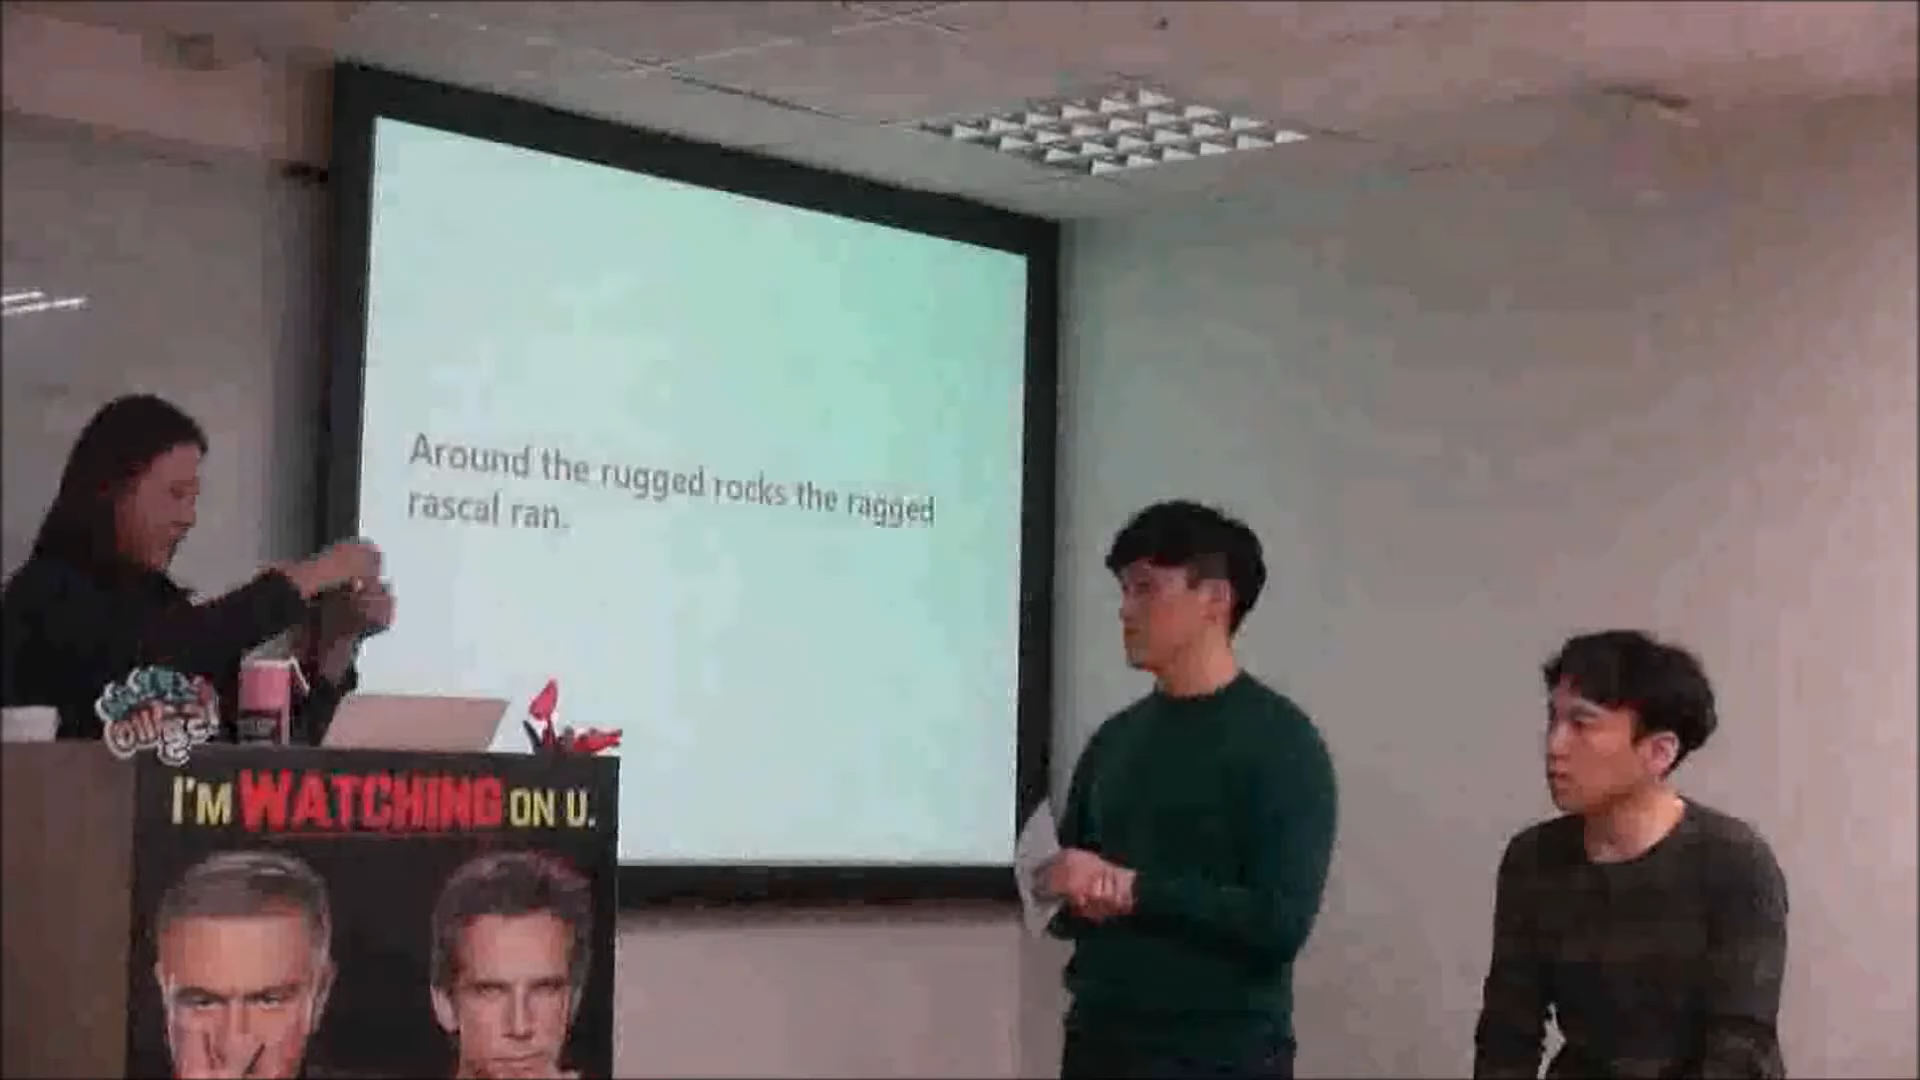 Around the rugged rocks the ragged
rascal ran.
I'M WATCHING ON U.